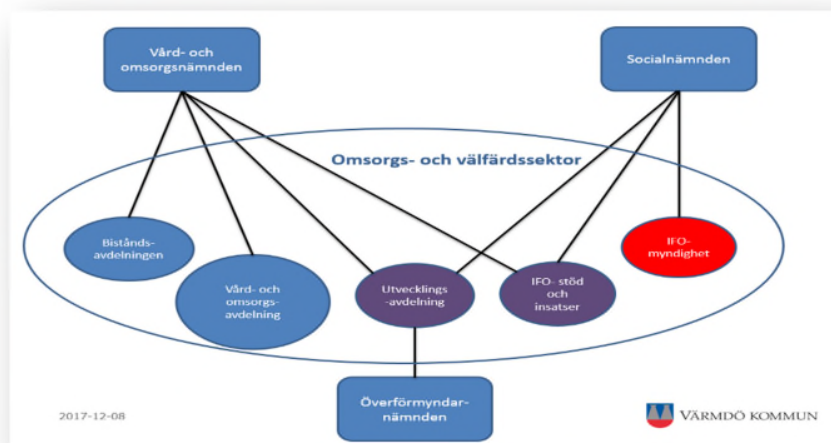 Vård- och
omsorgsnämnden
Socialnämnden
Omsorgs- och välfärdssektor
Bistånds-
avdelningen
Vård- och
omsorgs-
avdelning
Utvecklings
-avdelning
IFO- stöd
och
insatser
IFO-
myndighet
Överförmyndar-
nämnden
2017-12-08
VÄRMDÖ KOMMUN